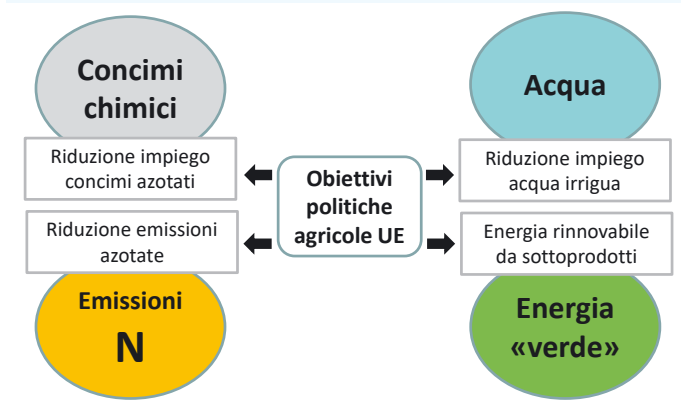 Concimi
chimici
Riduzione impiego
concimi azotati
Riduzione emissioni
azotate
Emissioni
N
Obiettivi
politiche
agricole UE
Acqua
Riduzione impiego
acqua irrigua
Energia rinnovabile
da sottoprodotti
Energia
«verde»